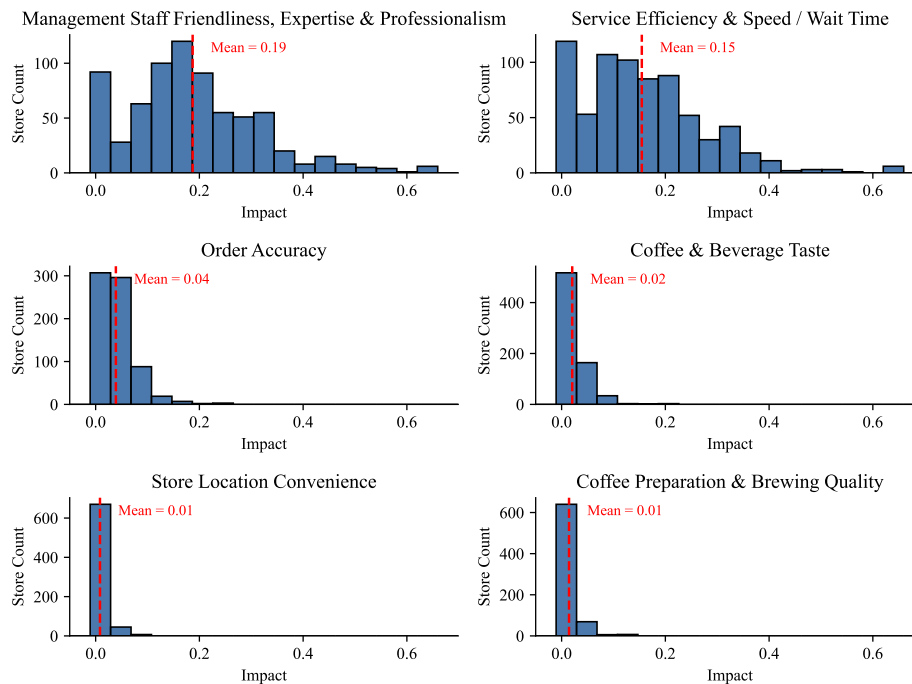 Management Staff Friendliness, Expertise & Professionalism
Mean = 0.19
Store Count
100
50
0
0.0 0.2 0.4 0.6
Impact
Service Efficiency & Speed / Wait Time
Mean = 0.15
Store Count
100
50
0
0.0 0.2 0.4 0.6
Impact
Order Accuracy
Mean = 0.04
Store Count
300
200
100
0
0.0 0.2 0.4 0.6
Impact
Coffee & Beverage Taste
Mean = 0.02
Store Count
400
200
0
0.0 0.2 0.4 0.6
Impact
Store Location Convenience
Mean = 0.01
Store Count
600
400
200
0
0.0 0.2 0.4 0.6
Impact
Coffee Preparation & Brewing Quality
Mean = 0.01
Store Count
600
400
200
0
0.0 0.2 0.4 0.6
Impact